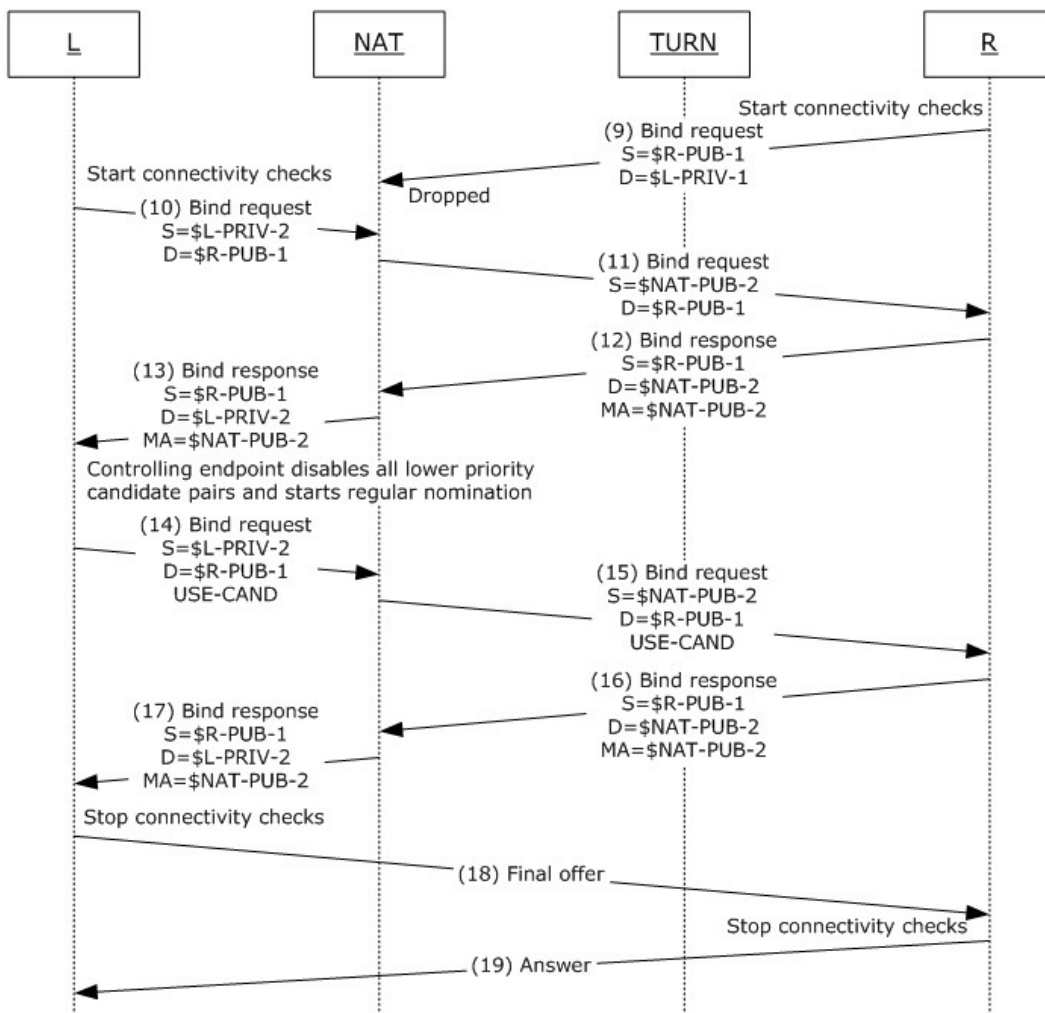 L
NAT
TURN
R
Start connectivity checks
(9) Bind request
S=$R-PUB-1
D=$L-PRIV-1
Dropped
Start connectivity checks
(10) Bind request
S=$L-PRIV-2
D=$R-PUB-1
(11) Bind request
S=$NAT-PUB-2
D=$R-PUB-1
(12) Bind response
S=$R-PUB-1
D=$NAT-PUB-2
MA=$NAT-PUB-2
(13) Bind response
S=$R-PUB-1
D=$L-PRIV-2
MA=$NAT-PUB-2
Controlling endpoint disables all lower priority
candidate pairs and starts regular nomination
(14) Bind request
S=$L-PRIV-2
D=$R-PUB-1
USE-CAND
(15) Bind request
S=$NAT-PUB-2
D=$R-PUB-1
USE-CAND
(16) Bind response
S=$R-PUB-1
D=$NAT-PUB-2
MA=$NAT-PUB-2
(17) Bind response
S=$R-PUB-1
D=$L-PRIV-2
MA=$NAT-PUB-2
Stop connectivity checks
(18) Final offer
Stop connectivity checks
(19) Answer